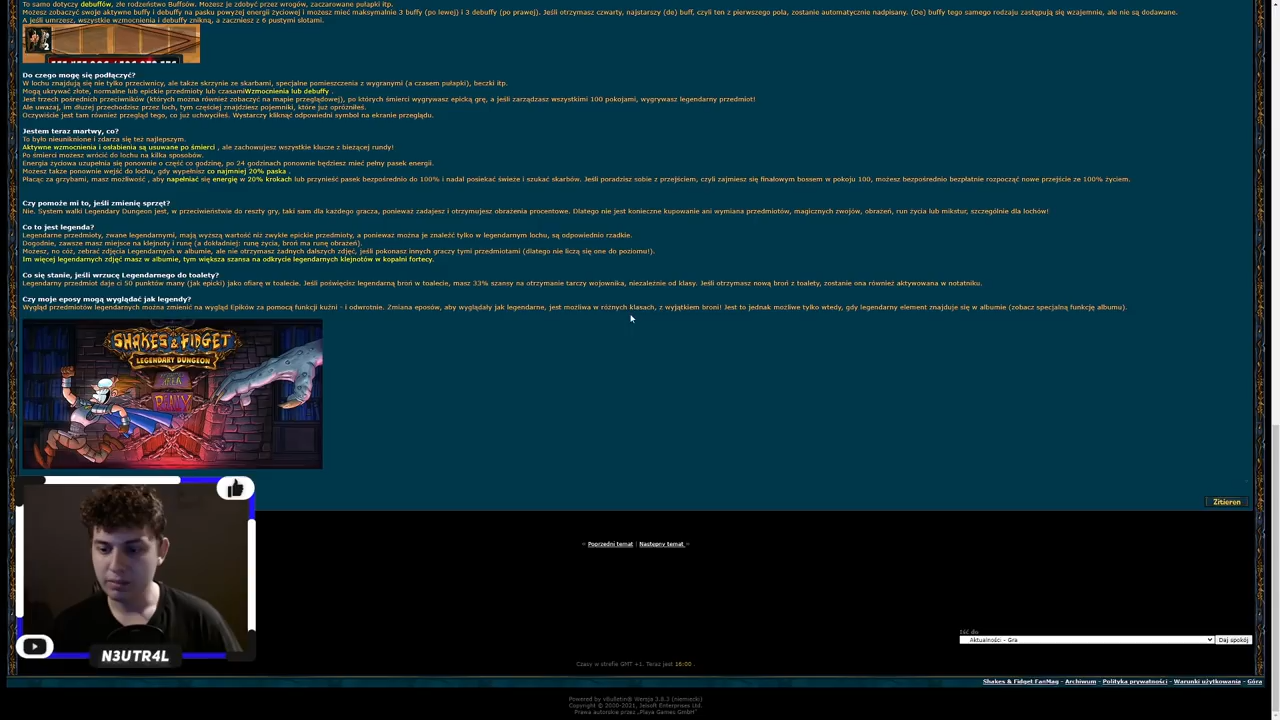 To samo dotyczy debuffów, złe rodzeństwo Buffsów. Możesz je zdobyć przez wrogów, zaczarowane pułapki itp.
Możesz zobaczyć swoje aktywne buffy i debuffy na pasku powyżej energii życiowej i możesz mieć maksymalnie 3 buffy (po lewej) i 3 debuffy (po prawej). Jeśli otrzymasz czwarty, najstarszy (de) buff, czyli ten z pierwszego miejsca, zostanie automatycznie nadpisany. (De) buffy tego samego rodzaju zastępują się wzajemnie, ale nie są dodawane.
A jeśli umrzesz, wszystkie wzmocnienia i debuffy znikną, a zaczniesz z 6 pustymi slotami.
2
Do czego mogę się podłączyć?
W lochu znajdują się nie tylko przeciwnicy, ale także skrzynie ze skarbami, specjalne pomieszczenia z wygranymi (a czasem pułapki), beczki itp.
Mogą ukrywać złote, normalne lub epickie przedmioty lub czasamiWzmocnienia lub debuffy .
Jest trzech pośrednich przeciwników (których można również zobaczyć na mapie przeglądowej), po których śmierci wygrywasz epicką grę, a jeśli zarządzasz wszystkimi 100 pokojami, wygrywasz legendarny przedmiot!
Ale uważaj, im dłużej przechodzisz przez loch, tym częściej znajdziesz pojemniki, które już opróżniłeś.
Oczywiście jest tam również przegląd tego, co już uchwyciłeś. Wystarczy kliknąć odpowiedni symbol na ekranie przeglądu.
Jestem teraz martwy, co?
To było nieuniknione i zdarza się też najlepszym.
Aktywne wzmocnienia i osłabienia są usuwane po śmierci , ale zachowujesz wszystkie klucze z bieżącej rundy!
Po śmierci możesz wrócić do lochu na kilka sposobów.
Energia życiowa uzupełnia się ponownie o część co godzinę, po 24 godzinach ponownie będziesz mieć pełny pasek energii.
Możesz także ponownie wejść do lochu, gdy wypełnisz co najmniej 20% paska .
Płacąc za grzybami, masz możliwość , aby napełniać się energię w 20% krokach lub przynieść pasek bezpośrednio do 100% i nadal posiekać świeże i szukać skarbów. Jeśli poradzisz sobie z przejściem, czyli zajmiesz się finałowym bossem w pokoju 100, możesz bezpośrednio bezpłatnie rozpocząć nowe przejście ze 100% życiem.
Czy pomoże mi to, jeśli zmienię sprzęt?
Nie. System walki Legendary Dungeon jest, w przeciwieństwie do reszty gry, taki sam dla każdego gracza, ponieważ zadajesz i otrzymujesz obrażenia procentowe. Dlatego nie jest konieczne kupowanie ani wymiana przedmiotów, magicznych zwojów, obrażeń, run życia lub mikstur, szczególnie dla lochów!
Co to jest legenda?
Legendarne przedmioty, zwane legendarnymi, mają wyższą wartość niż zwykłe epickie przedmioty, a ponieważ można je znaleźć tylko w legendarnym lochu, są odpowiednio rzadkie.
Dogodnie, zawsze masz miejsce na klejnoty i runę (a dokładniej: runę życia, broń ma runę obrażeń).
Możesz, no cóż, zebrać zdjęcia Legendarnych w albumie, ale nie otrzymasz żadnych dalszych zdjęć, jeśli pokonasz innych graczy tymi przedmiotami (dlatego nie liczą się one do poziomu!).
Im więcej legendarnych zdjęć masz w albumie, tym większa szansa na odkrycie legendarnych klejnotów w kopalni fortecy.
Co się stanie, jeśli wrzucę Legendarnego do toalety?
Legendarny przedmiot daje ci 50 punktów many (jak epicki) jako ofiarę w toalecie. Jeśli poświęcisz legendarną broń w toalecie, masz 33% szansy na otrzymanie tarczy wojownika, niezależnie od klasy. Jeśli otrzymasz nową broń z toalety, zostanie ona również aktywowana w notatniku.
Czy moje eposy mogą wyglądać jak legendy?
Wygląd przedmiotów legendarnych można zmienić na wygląd Epików za pomocą funkcji kuźni - i odwrotnie. Zmiana eposów, aby wyglądały jak legendarne, jest możliwa w różnych klasach, z wyjątkiem broni! Jest to jednak możliwe tylko wtedy, gdy legendarny element znajduje się w albumie (zobacz specjalną funkcję albumu).
SHAKES & FIDGET
LEGENDARY DUNGEON
Zitieren
« Poprzedni temat | Następny temat »
N3UTR4L
Iść do
Aktualności - Gra
Daj spokój
Czasy w strefie GMT +1. Teraz jest 16:00 .
Shakes & Fidget FanMag - Archiwum - Polityka prywatności - Warunki użytkowania - Góra
Powered by vBulletin® Wersja 3.8.3 (niemiecki)
Copyright © 2000-2021, Jelsoft Enterprises Ltd.
Prawa autorskie przez „Playa Games GmbH”